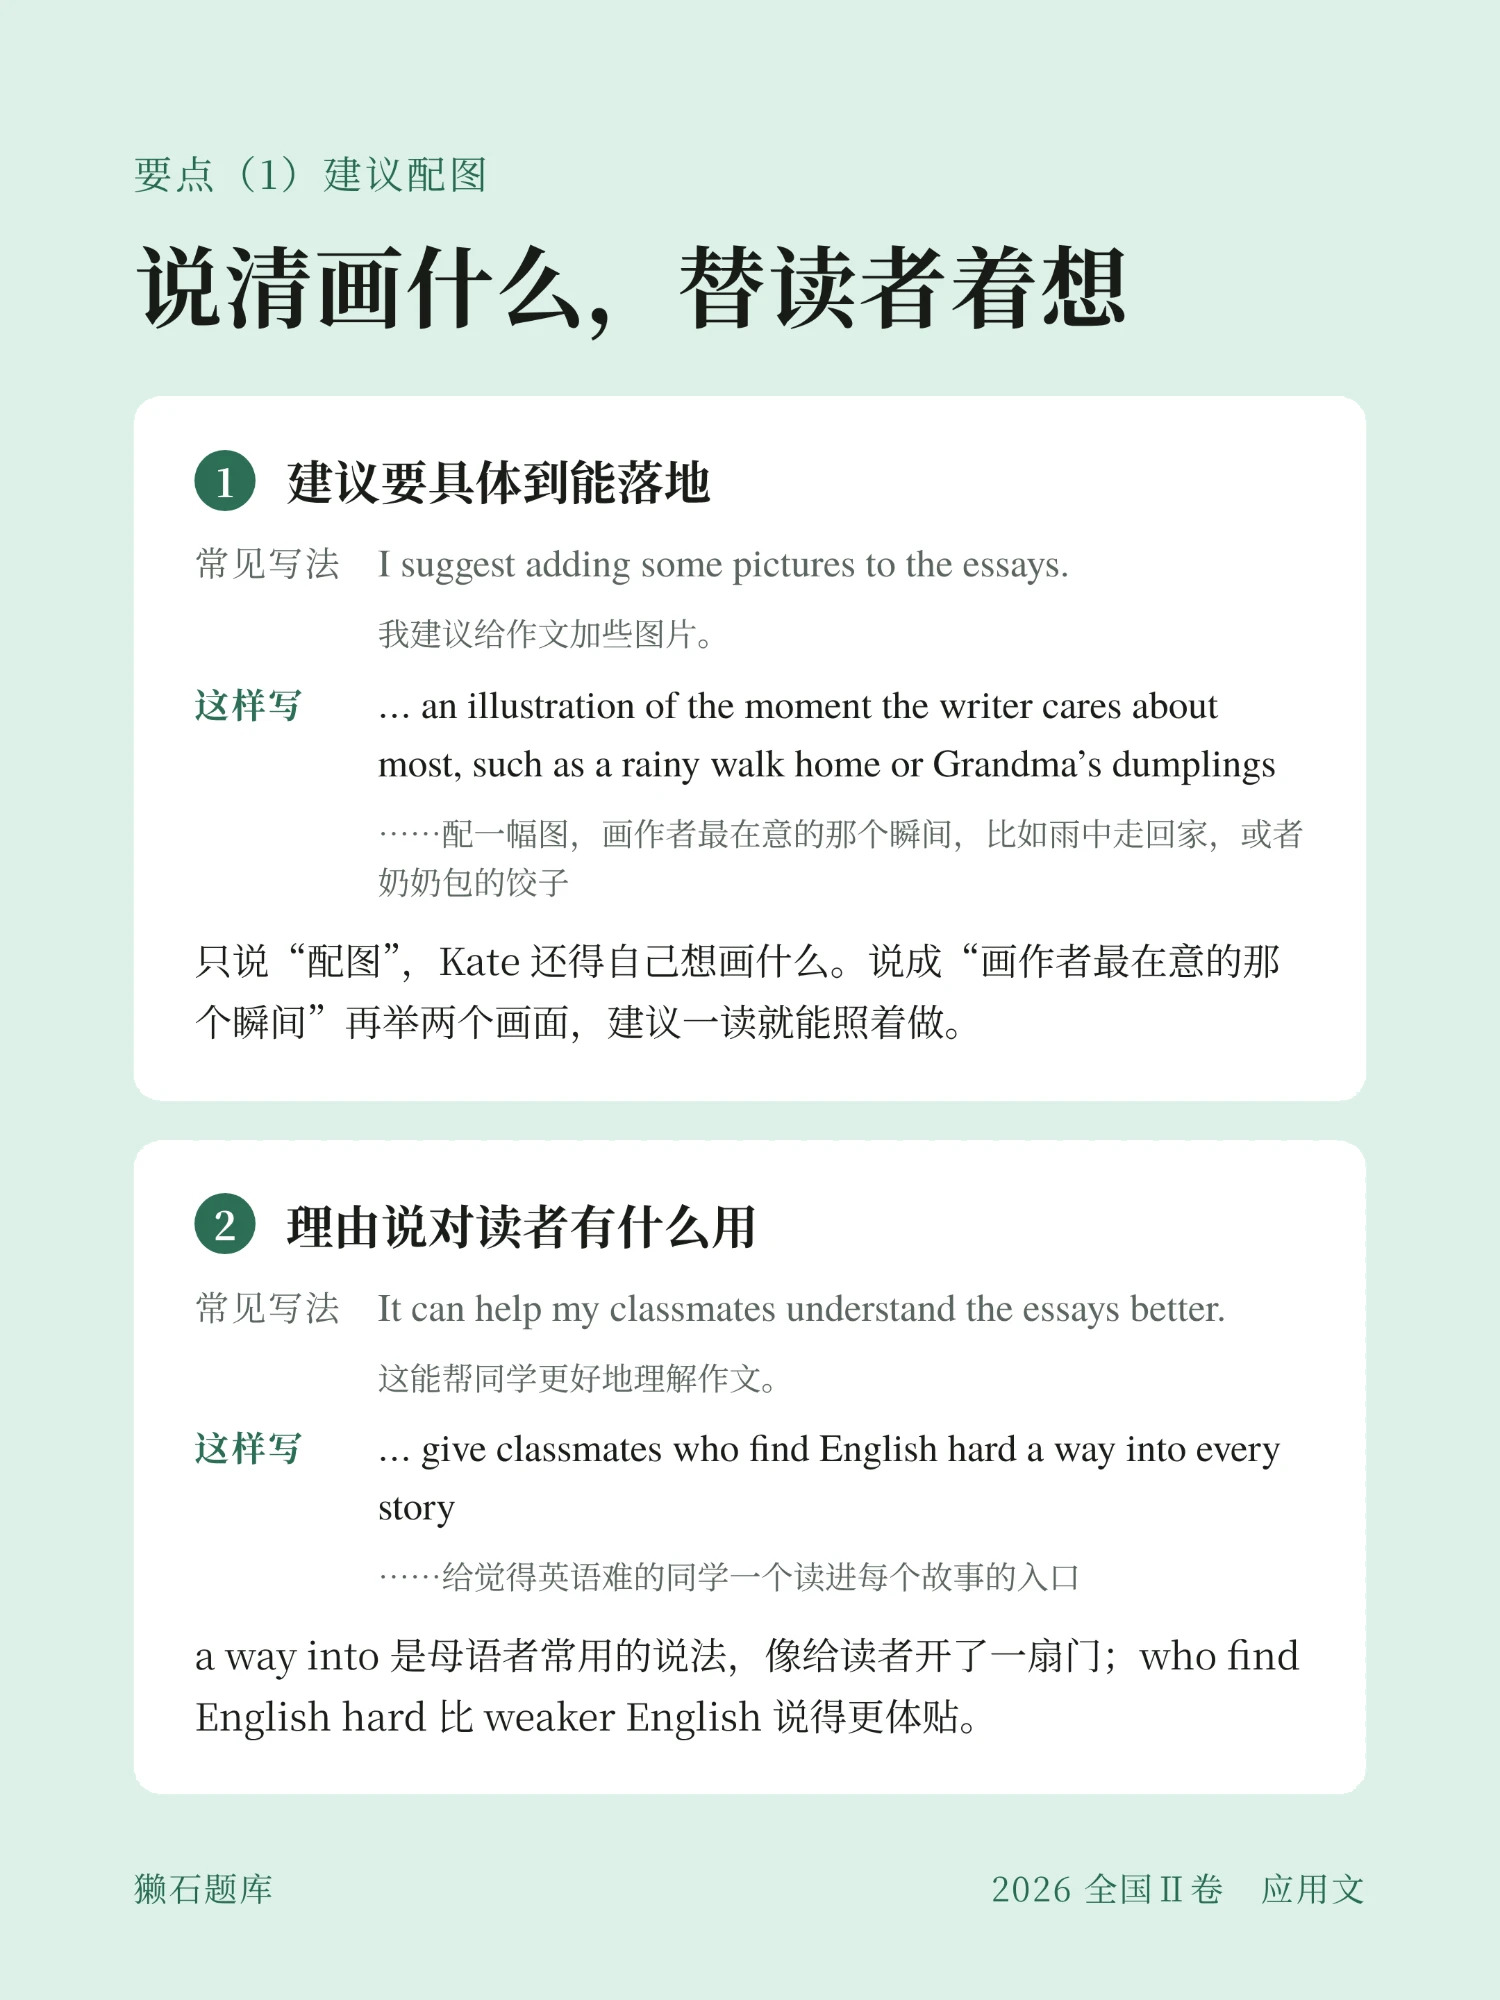 要点（1）建议配图
说清画什么，替读者着想
1 建议要具体到能落地
常见写法 I suggest adding some pictures to the essays.
我建议给作文加些图片。
这样写 … an illustration of the moment the writer cares about
most, such as a rainy walk home or Grandma’s dumplings
……配一幅图，画作者最在意的那个瞬间，比如雨中走回家，或者
奶奶包的饺子
只说“配图”，Kate 还得自己想画什么。说成“画作者最在意的那
个瞬间”再举两个画面，建议一读就能照着做。
2 理由说对读者有什么用
常见写法 It can help my classmates understand the essays better.
这能帮同学更好地理解作文。
这样写 … give classmates who find English hard a way into every
story
……给觉得英语难的同学一个读进每个故事的入口
a way into 是母语者常用的说法，像给读者开了一扇门；who find
English hard 比 weaker English 说得更体贴。
獭石题库 2026 全国Ⅱ卷 应用文